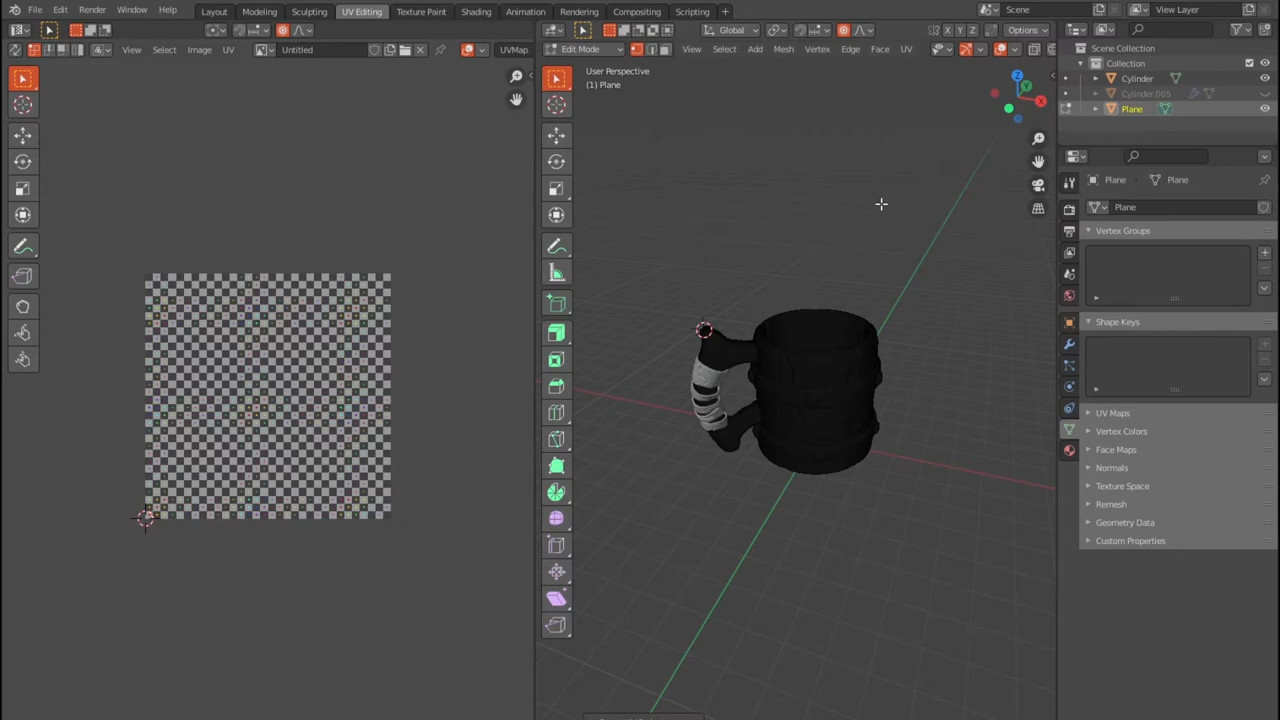 File Edit Render Window Help Layout Modeling Sculpting UV Editing Texture Paint Shading Animation Rendering Compositing Scripting + Scene View Layer
Global X Y Z Options
View Select Image UV Untitled UVMap Edit Mode View Select Add Mesh Vertex Edge Face UV
Scene Collection
Collection
Cylinder
Cylinder.005
Plane
User Perspective
(1) Plane
Z
Y
X
Plane Plane
Plane
Vertex Groups
Shape Keys
UV Maps
Vertex Colors
Face Maps
Normals
Texture Space
Remesh
Geometry Data
Custom Properties